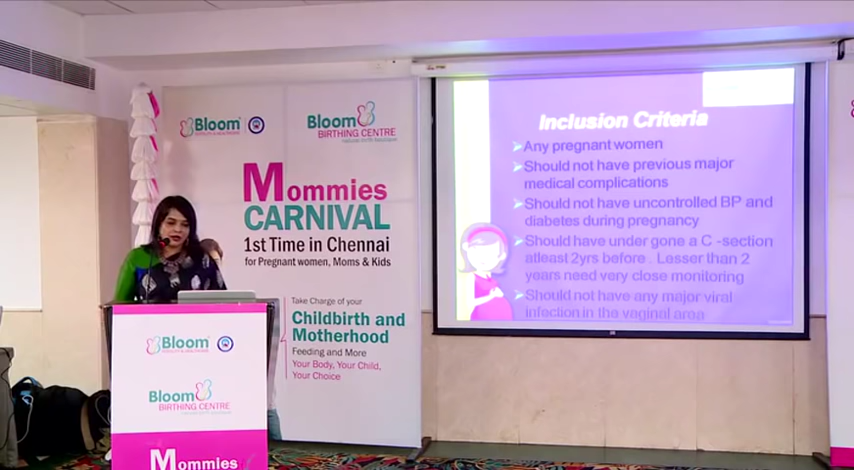 Bloom
Bloom
BIRTHING CENTRE
Mommies
CARNIVAL
1st Time in Chennai
for Pregnant women, Moms & Kids
Take Charge of your
Childbirth and
Motherhood
Feeding and More
Your Body, Your Child,
Your Choice
Inclusion Criteria
Any pregnant women
Should not have previous major
medical complications
Should not have uncontrolled BP and
diabetes during pregnancy
Should have under gone a C -section
atleast 2yrs before . Lesser than 2
years need very close monitoring
Should not have any major viral
infection in the vaginal area
Bloom
Bloom
BIRTHING CENTRE
Mommies